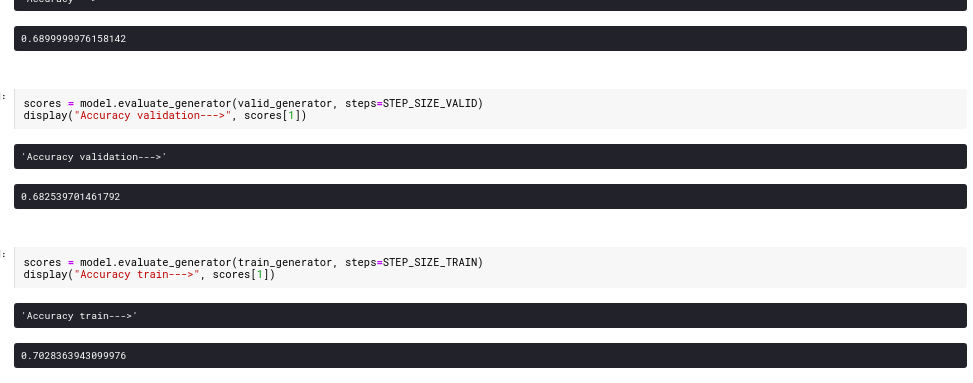 'Accuracy --->'
0.6899999976158142
]:
scores = model.evaluate_generator(valid_generator, steps=STEP_SIZE_VALID)
display("Accuracy validation--->", scores[1])
'Accuracy validation--->'
0.682539701461792
]:
scores = model.evaluate_generator(train_generator, steps=STEP_SIZE_TRAIN)
display("Accuracy train--->", scores[1])
'Accuracy train--->'
0.7028363943099976